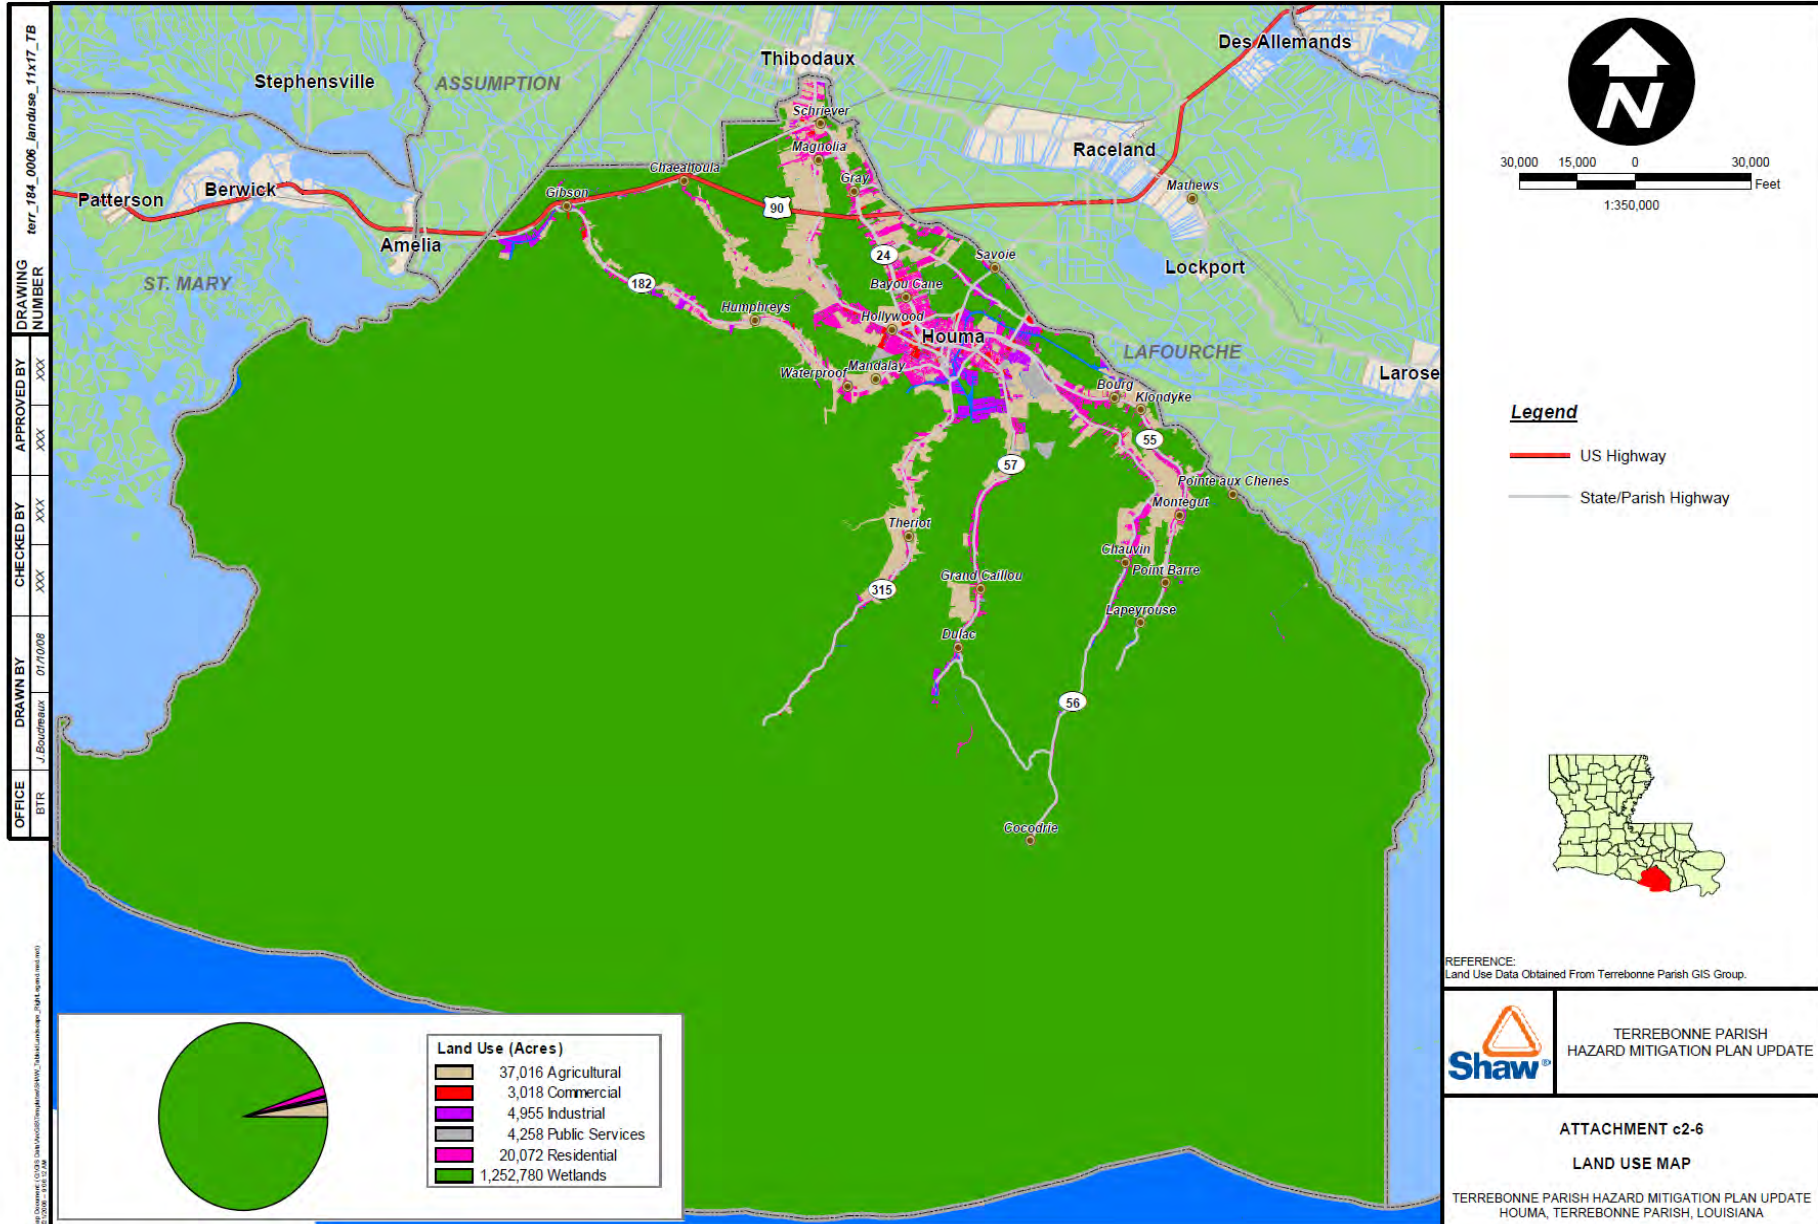 terr_184_0006_landuse_11x17_TB
DRAWING
NUMBER
APPROVED BY
XXX
XXX
CHECKED BY
XXX
XXX
DRAWN BY
J.Boudreaux
01/10/08
OFFICE
BTR
Thibodaux
Des Allemands
Stephensville
ASSUMPTION
Schriever
Magnolia
Raceland
Chacahoula
Gray
Mathews
Patterson
Berwick
Gibson
90
Amelia
24
Savoie
Lockport
ST. MARY
182
Bayou Cane
Humphreys
Hollywood
Houma
LAFOURCHE
Waterproof
Mandalay
Larose
Bourg
Klondyke
55
57
Pointe aux Chenes
Montegut
Theriot
Chauvin
Point Barre
Grand Caillou
315
Lapeyrouse
Dulac
56
Cocodrie
Land Use (Acres)
37,016 Agricultural
3,018 Commercial
4,955 Industrial
4,258 Public Services
20,072 Residential
1,252,780 Wetlands
N
30,000 15,000 0 30,000
Feet
1:350,000
Legend
US Highway
State/Parish Highway
REFERENCE:
Land Use Data Obtained From Terrebonne Parish GIS Group.
Shaw®
TERREBONNE PARISH
HAZARD MITIGATION PLAN UPDATE
ATTACHMENT c2-6
LAND USE MAP
TERREBONNE PARISH HAZARD MITIGATION PLAN UPDATE
HOUMA, TERREBONNE PARISH, LOUISIANA